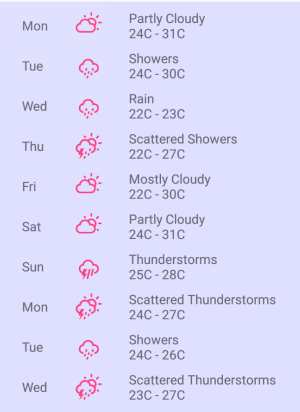 Mon
Partly Cloudy
24C - 31C
Tue
Showers
24C - 30C
Wed
Rain
22C - 23C
Thu
Scattered Showers
22C - 27C
Fri
Mostly Cloudy
22C - 30C
Sat
Partly Cloudy
24C - 31C
Sun
Thunderstorms
25C - 28C
Mon
Scattered Thunderstorms
24C - 27C
Tue
Showers
24C - 26C
Wed
Scattered Thunderstorms
23C - 27C